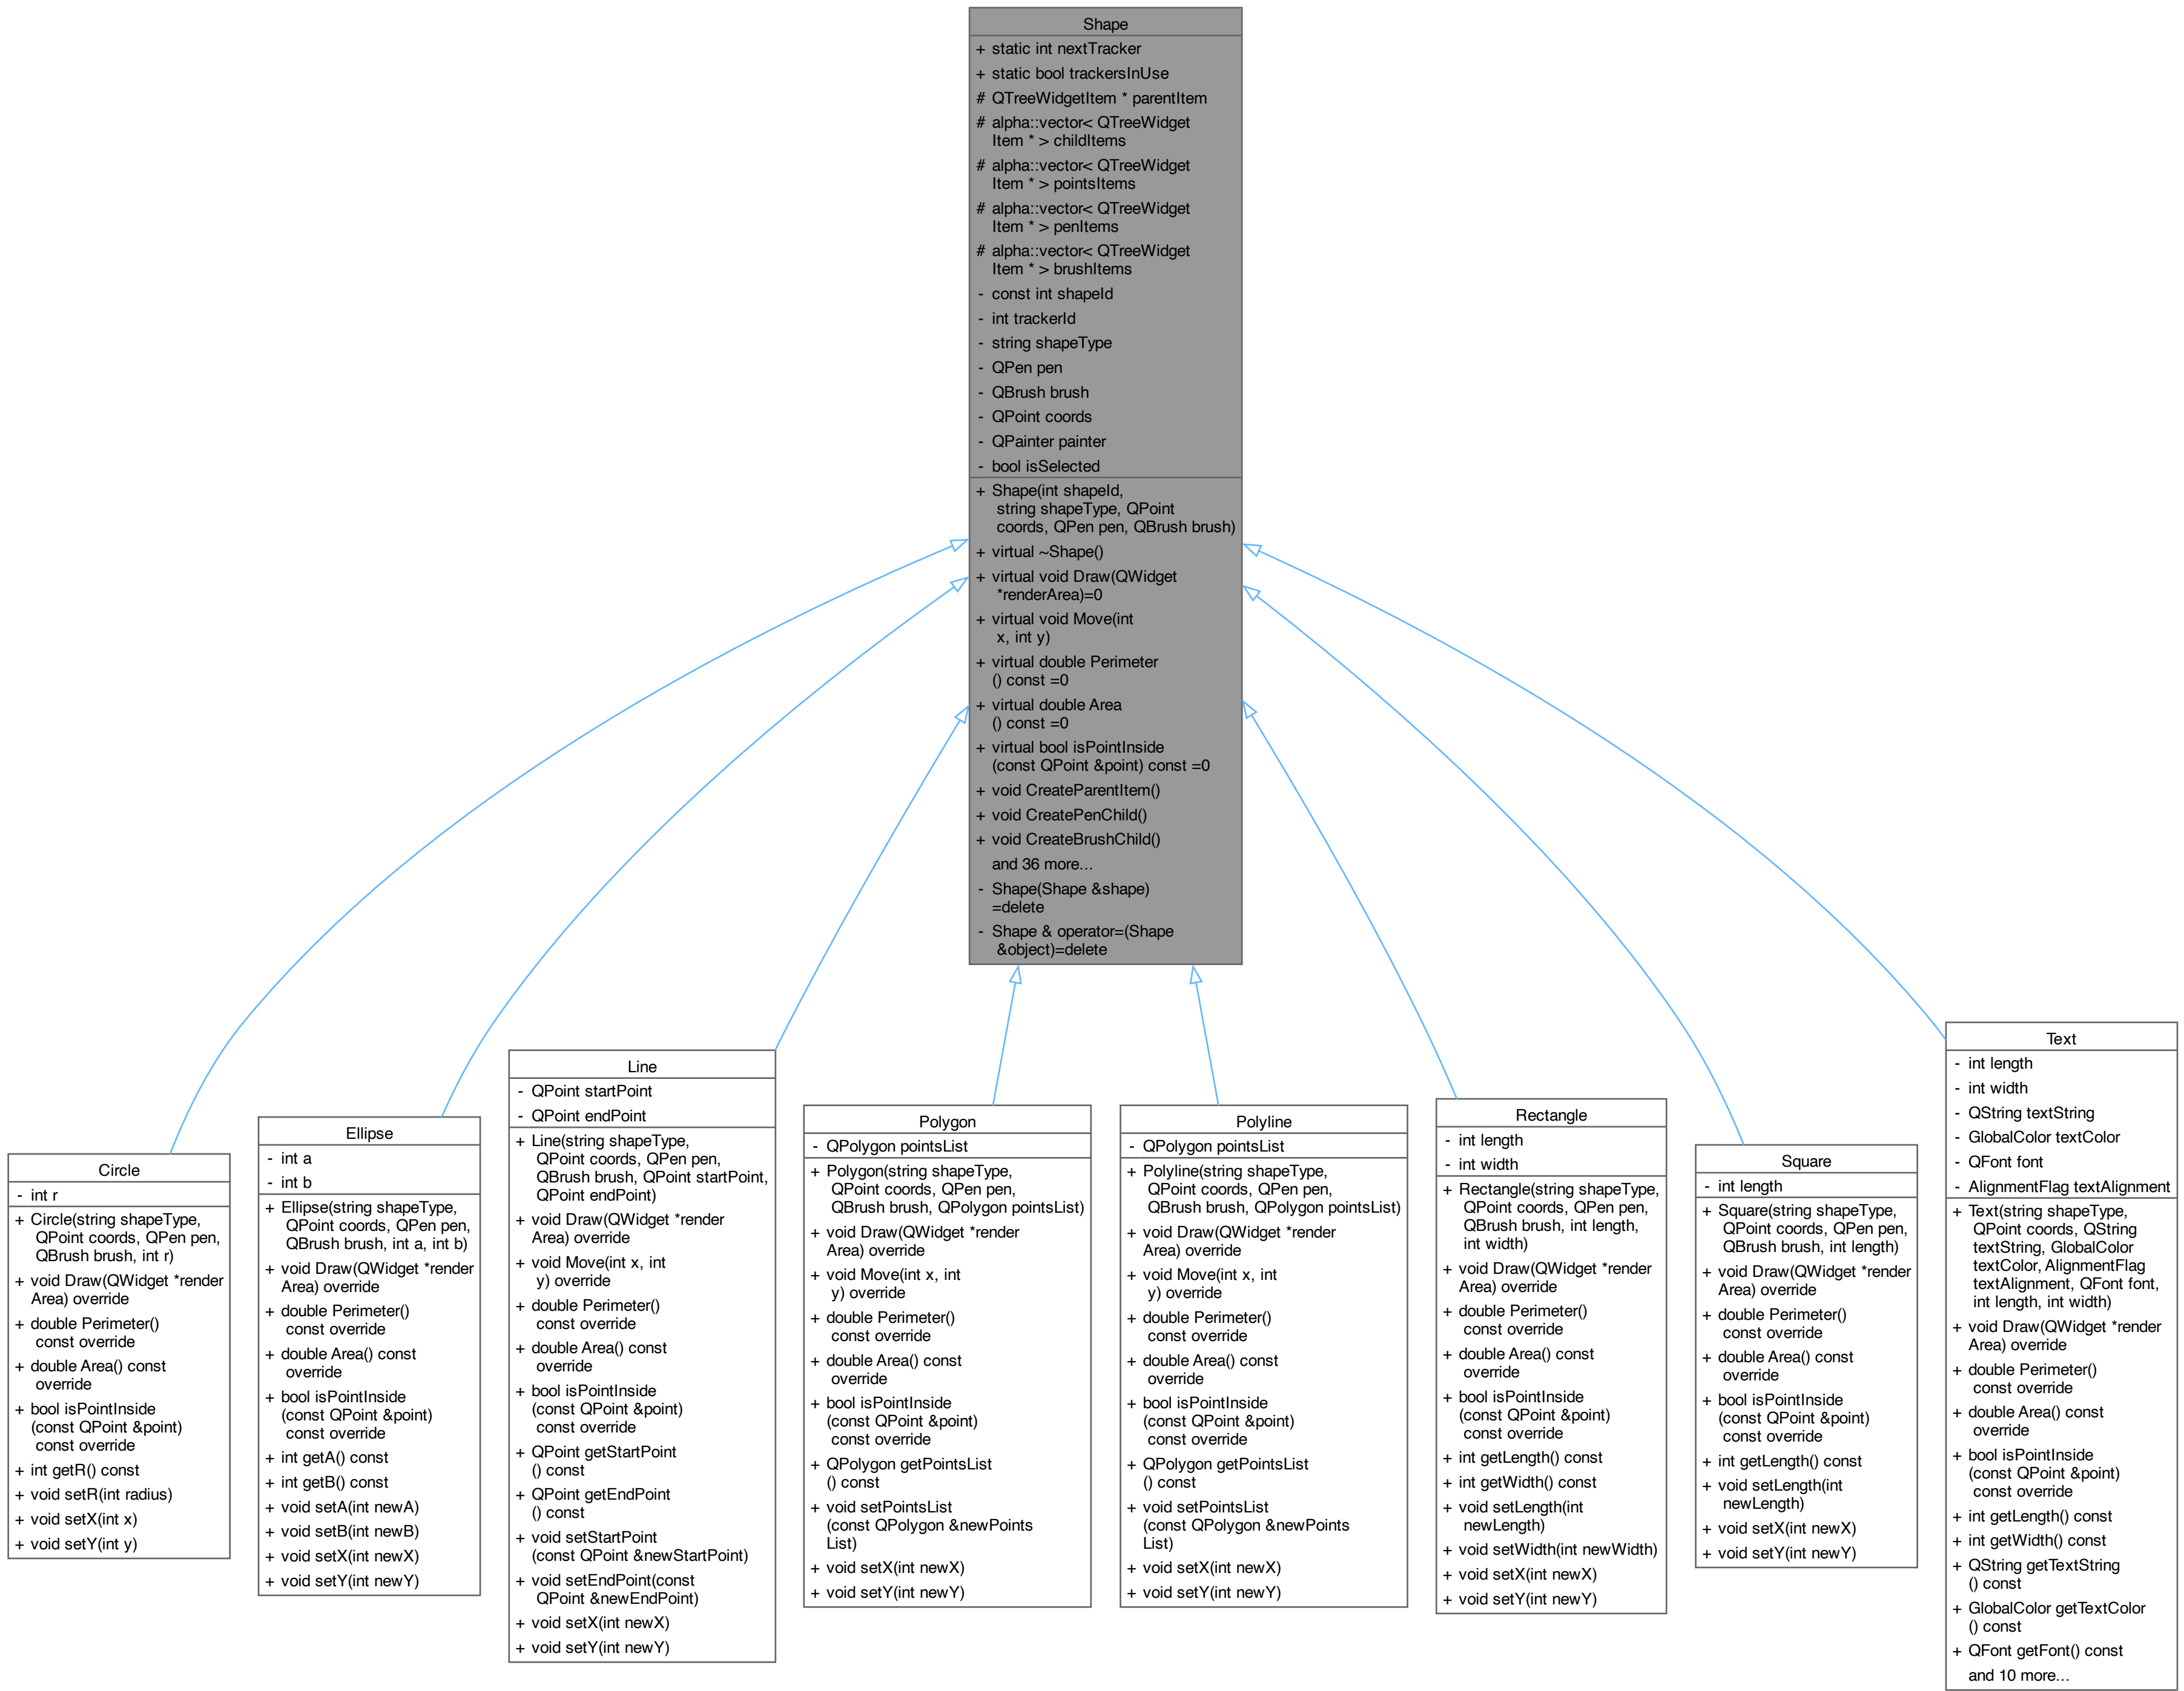 Shape
+ static int nextTracker
+ static bool trackersInUse
# QTreeWidgetItem * parentItem
# alpha::vector< QTreeWidget
Item * > childItems
# alpha::vector< QTreeWidget
Item * > pointsItems
# alpha::vector< QTreeWidget
Item * > penItems
# alpha::vector< QTreeWidget
Item * > brushItems
- const int shapeId
- int trackerId
- string shapeType
- QPen pen
- QBrush brush
- QPoint coords
- QPainter painter
- bool isSelected
+ Shape(int shapeId,
string shapeType, QPoint
coords, QPen pen, QBrush brush)
+ virtual ~Shape()
+ virtual void Draw(QWidget
*renderArea)=0
+ virtual void Move(int
x, int y)
+ virtual double Perimeter
() const =0
+ virtual double Area
() const =0
+ virtual bool isPointInside
(const QPoint &point) const =0
+ void CreateParentItem()
+ void CreatePenChild()
+ void CreateBrushChild()
and 36 more...
- Shape(Shape &shape)
=delete
- Shape & operator=(Shape
&object)=delete
Circle
- int r
+ Circle(string shapeType,
QPoint coords, QPen pen,
QBrush brush, int r)
+ void Draw(QWidget *render
Area) override
+ double Perimeter()
const override
+ double Area() const
override
+ bool isPointInside
(const QPoint &point)
const override
+ int getR() const
+ void setR(int radius)
+ void setX(int x)
+ void setY(int y)
Ellipse
- int a
- int b
+ Ellipse(string shapeType,
QPoint coords, QPen pen,
QBrush brush, int a, int b)
+ void Draw(QWidget *render
Area) override
+ double Perimeter()
const override
+ double Area() const
override
+ bool isPointInside
(const QPoint &point)
const override
+ int getA() const
+ int getB() const
+ void setA(int newA)
+ void setB(int newB)
+ void setX(int newX)
+ void setY(int newY)
Line
- QPoint startPoint
- QPoint endPoint
+ Line(string shapeType,
QPoint coords, QPen pen,
QBrush brush, QPoint startPoint,
QPoint endPoint)
+ void Draw(QWidget *render
Area) override
+ void Move(int x, int
y) override
+ double Perimeter()
const override
+ double Area() const
override
+ bool isPointInside
(const QPoint &point)
const override
+ QPoint getStartPoint
() const
+ QPoint getEndPoint
() const
+ void setStartPoint
(const QPoint &newStartPoint)
+ void setEndPoint(const
QPoint &newEndPoint)
+ void setX(int newX)
+ void setY(int newY)
Polygon
- QPolygon pointsList
+ Polygon(string shapeType,
QPoint coords, QPen pen,
QBrush brush, QPolygon pointsList)
+ void Draw(QWidget *render
Area) override
+ void Move(int x, int
y) override
+ double Perimeter()
const override
+ double Area() const
override
+ bool isPointInside
(const QPoint &point)
const override
+ QPolygon getPointsList
() const
+ void setPointsList
(const QPolygon &newPoints
List)
+ void setX(int newX)
+ void setY(int newY)
Polyline
- QPolygon pointsList
+ Polyline(string shapeType,
QPoint coords, QPen pen,
QBrush brush, QPolygon pointsList)
+ void Draw(QWidget *render
Area) override
+ void Move(int x, int
y) override
+ double Perimeter()
const override
+ double Area() const
override
+ bool isPointInside
(const QPoint &point)
const override
+ QPolygon getPointsList
() const
+ void setPointsList
(const QPolygon &newPoints
List)
+ void setX(int newX)
+ void setY(int newY)
Rectangle
- int length
- int width
+ Rectangle(string shapeType,
QPoint coords, QPen pen,
QBrush brush, int length,
int width)
+ void Draw(QWidget *render
Area) override
+ double Perimeter()
const override
+ double Area() const
override
+ bool isPointInside
(const QPoint &point)
const override
+ int getLength() const
+ int getWidth() const
+ void setLength(int
newLength)
+ void setWidth(int newWidth)
+ void setX(int newX)
+ void setY(int newY)
Square
- int length
+ Square(string shapeType,
QPoint coords, QPen pen,
QBrush brush, int length)
+ void Draw(QWidget *render
Area) override
+ double Perimeter()
const override
+ double Area() const
override
+ bool isPointInside
(const QPoint &point)
const override
+ int getLength() const
+ void setLength(int
newLength)
+ void setX(int newX)
+ void setY(int newY)
Text
- int length
- int width
- QString textString
- GlobalColor textColor
- QFont font
- AlignmentFlag textAlignment
+ Text(string shapeType,
QPoint coords, QString
textString, GlobalColor
textColor, AlignmentFlag
textAlignment, QFont font,
int length, int width)
+ void Draw(QWidget *render
Area) override
+ double Perimeter()
const override
+ double Area() const
override
+ bool isPointInside
(const QPoint &point)
const override
+ int getLength() const
+ int getWidth() const
+ QString getTextString
() const
+ GlobalColor getTextColor
() const
+ QFont getFont() const
and 10 more...